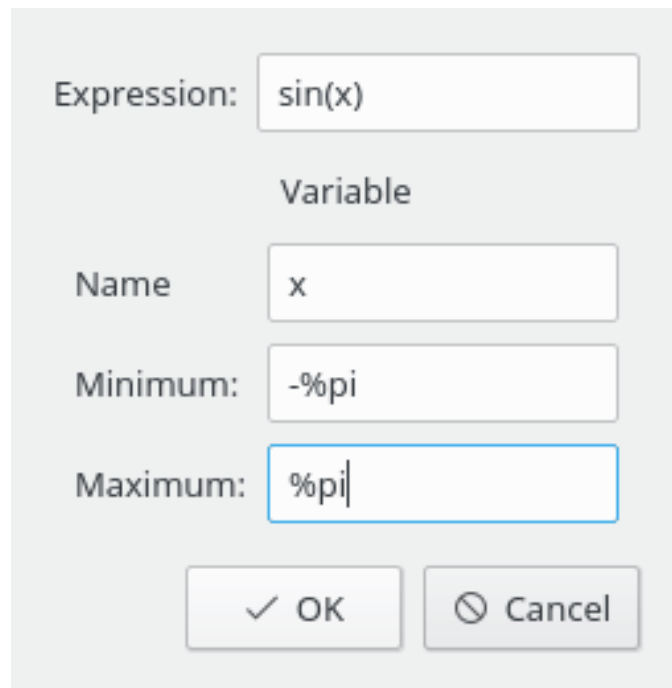 Expression: sin(x)
Variable
Name x
Minimum: -%pi
Maximum: %pi
OK Cancel